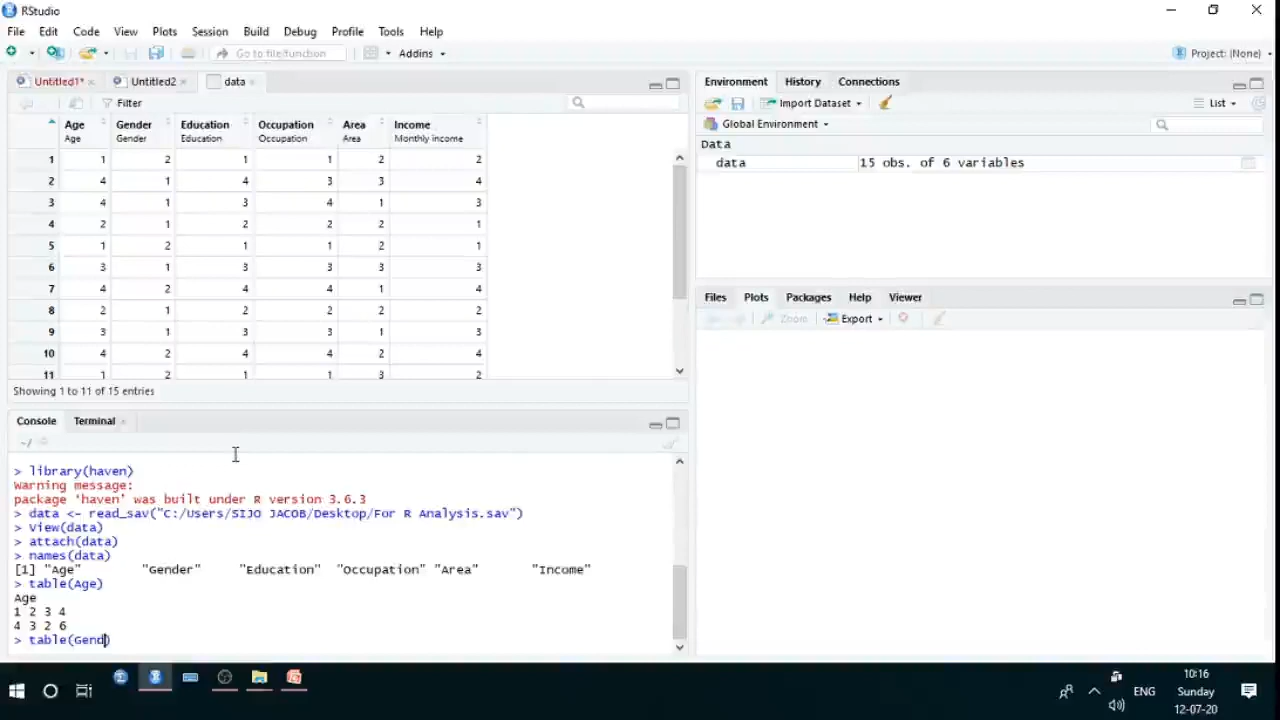 RStudio
File Edit Code View Plots Session Build Debug Profile Tools Help
Go to file/function Addins Project: (None)
Untitled1* Untitled2 data
Filter
Age Gender Education Occupation Area Income
Age Gender Education Occupation Area Monthly income
1 1 2 1 1 2 2
2 4 1 4 3 3 4
3 4 1 3 4 1 3
4 2 1 2 2 2 1
5 1 2 1 1 2 1
6 3 1 3 3 3 3
7 4 2 4 4 1 4
8 2 1 2 2 2 2
9 3 1 3 3 1 3
10 4 2 4 4 2 4
11 1 2 1 1 3 2
Showing 1 to 11 of 15 entries
Console Terminal
~/
> library(haven)
Warning message:
package 'haven' was built under R version 3.6.3
> data <- read_sav("C:/Users/SIJO JACOB/Desktop/For R Analysis.sav")
> View(data)
> attach(data)
> names(data)
[1] "Age" "Gender" "Education" "Occupation" "Area" "Income"
> table(Age)
Age
1 2 3 4
4 3 2 6
> table(Gend)
Environment History Connections
Import Dataset List
Global Environment
Data
data 15 obs. of 6 variables
Files Plots Packages Help Viewer
Zoom Export
ENG
10:16
Sunday
12-07-20